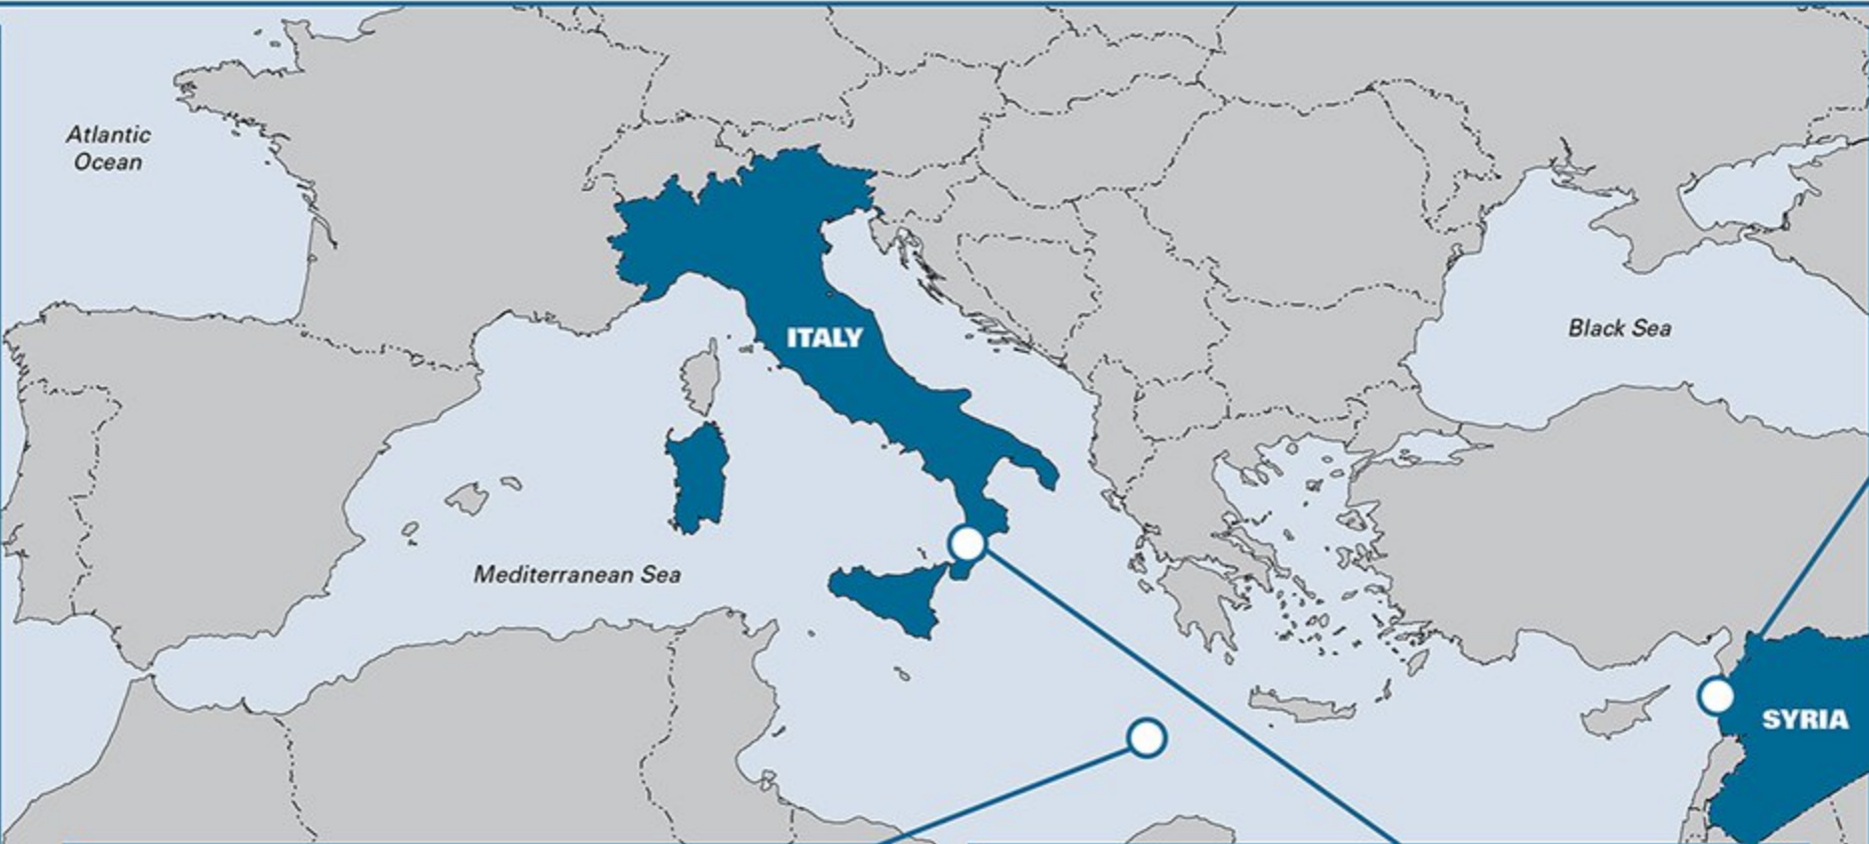 Atlantic
Ocean
ITALY
Black Sea
Mediterranean Sea
SYRIA